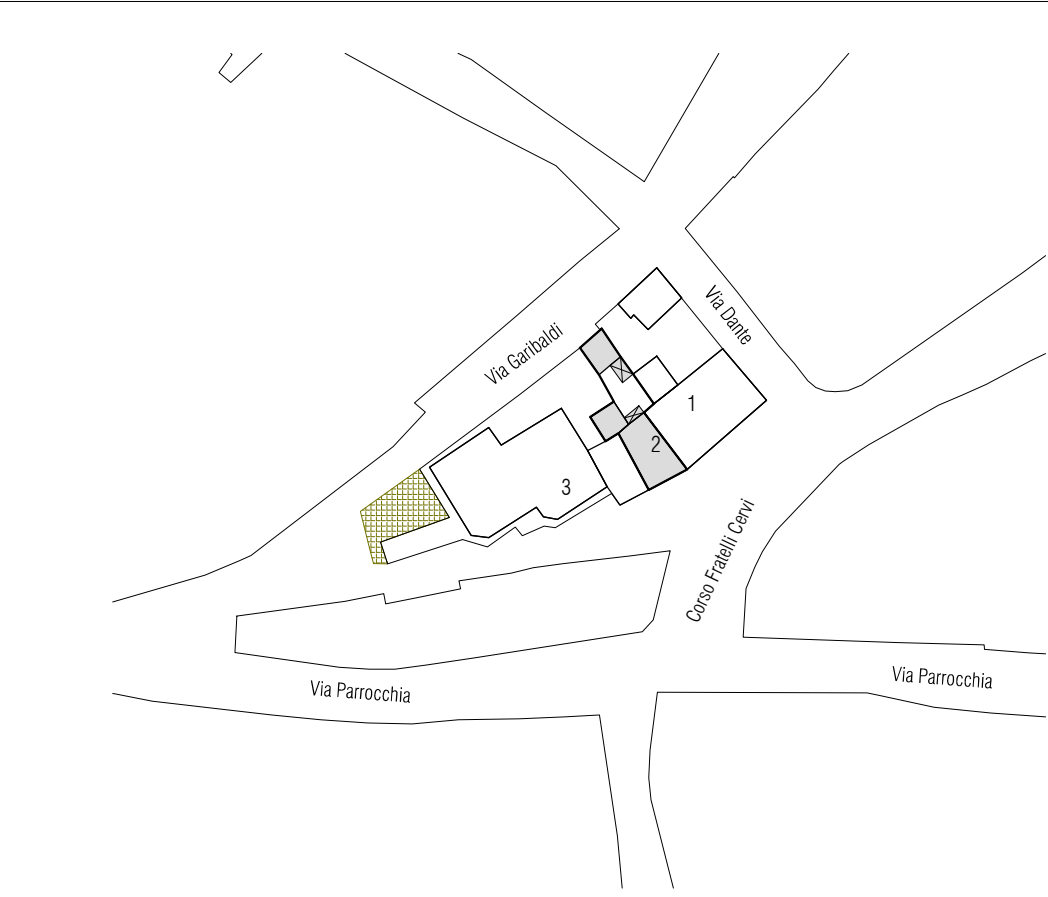 Via Dante
Via Garibaldi
1
2
3
Corso Fratelli Cervi
Via Parrocchia
Via Parrocchia